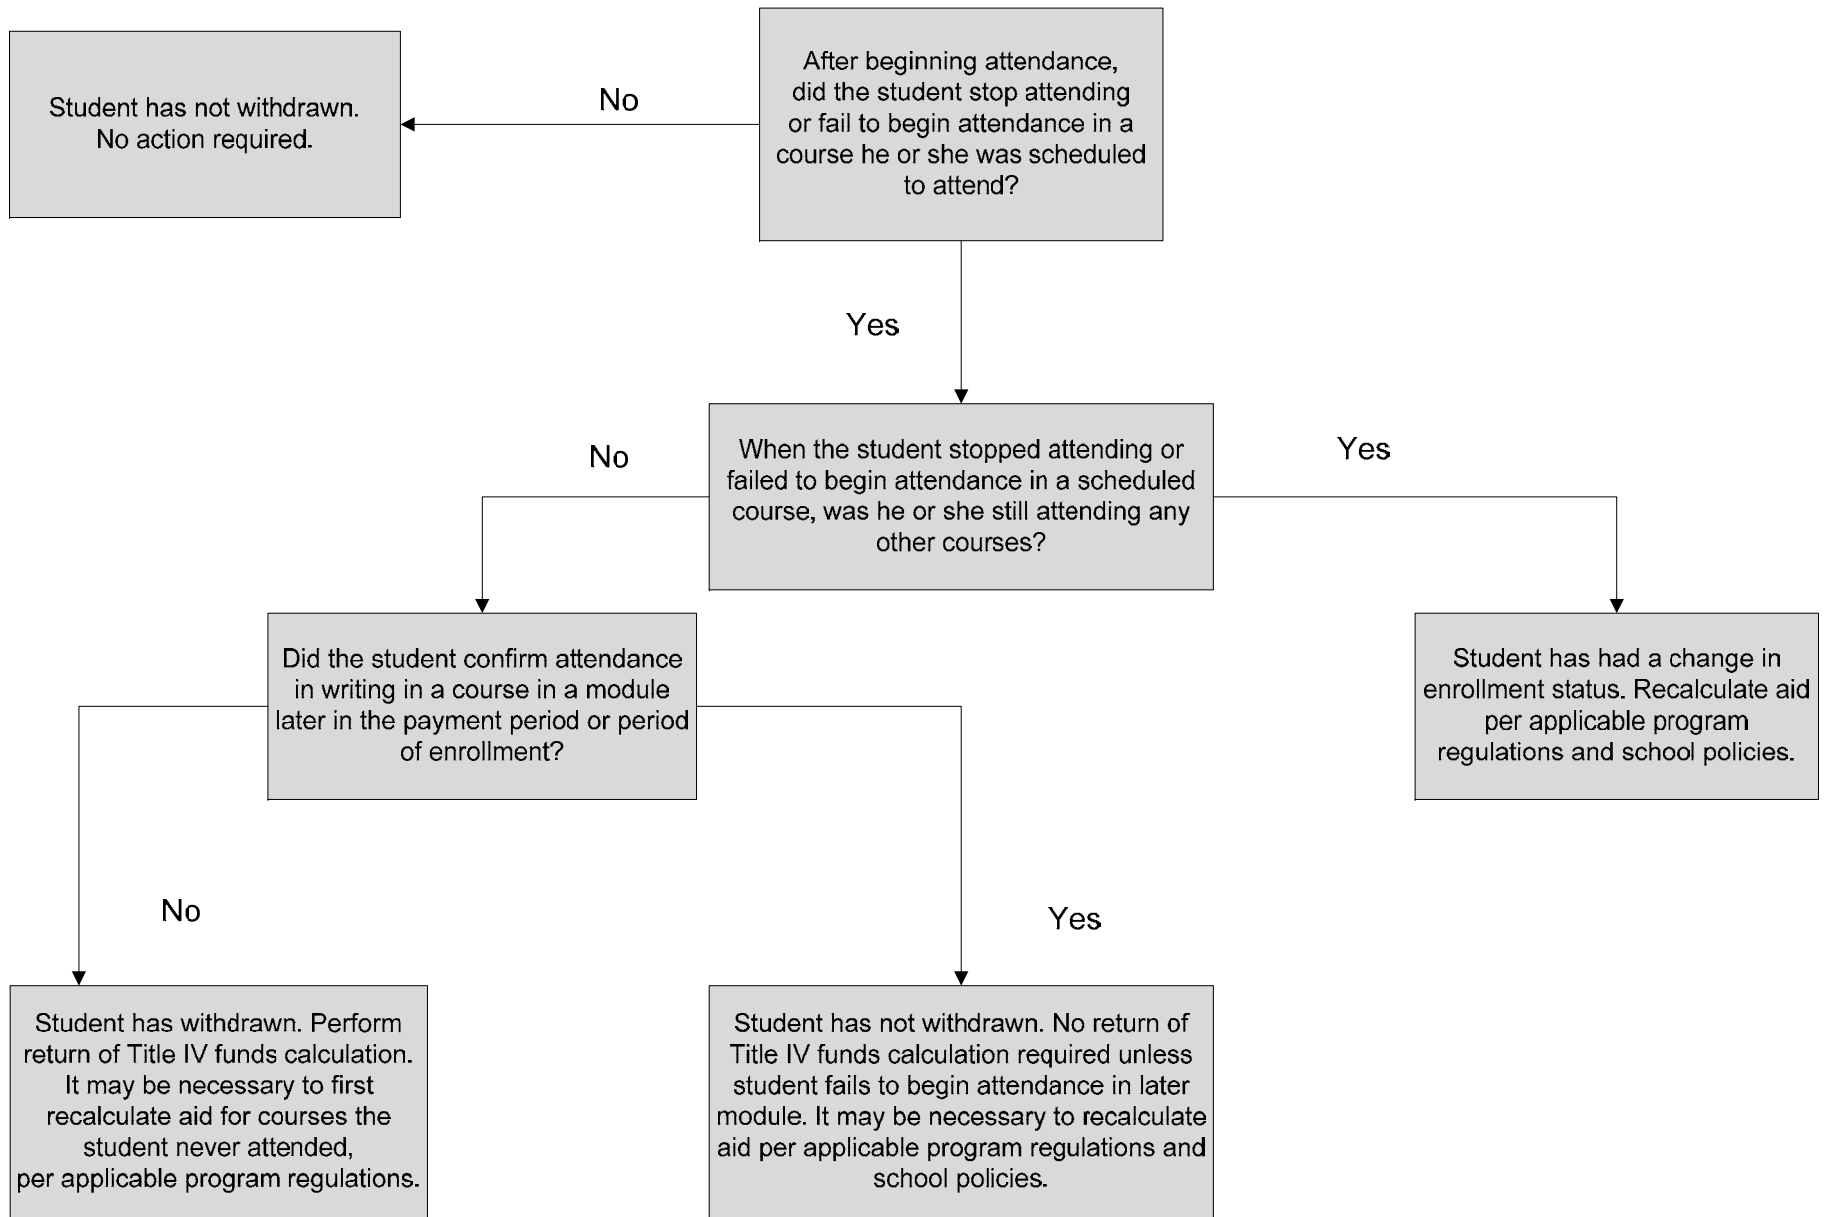 Student has not withdrawn.
No action required.
No
After beginning attendance,
did the student stop attending
or fail to begin attendance in a
course he or she was scheduled
to attend?
Yes
No
When the student stopped attending or
failed to begin attendance in a scheduled
course, was he or she still attending any
other courses?
Yes
Did the student confirm attendance
in writing in a course in a module
later in the payment period or period
of enrollment?
Student has had a change in
enrollment status. Recalculate aid
per applicable program
regulations and school policies.
No
Yes
Student has withdrawn. Perform
return of Title IV funds calculation.
It may be necessary to first
recalculate aid for courses the
student never attended,
per applicable program regulations.
Student has not withdrawn. No return of
Title IV funds calculation required unless
student fails to begin attendance in later
module. It may be necessary to recalculate
aid per applicable program regulations and
school policies.